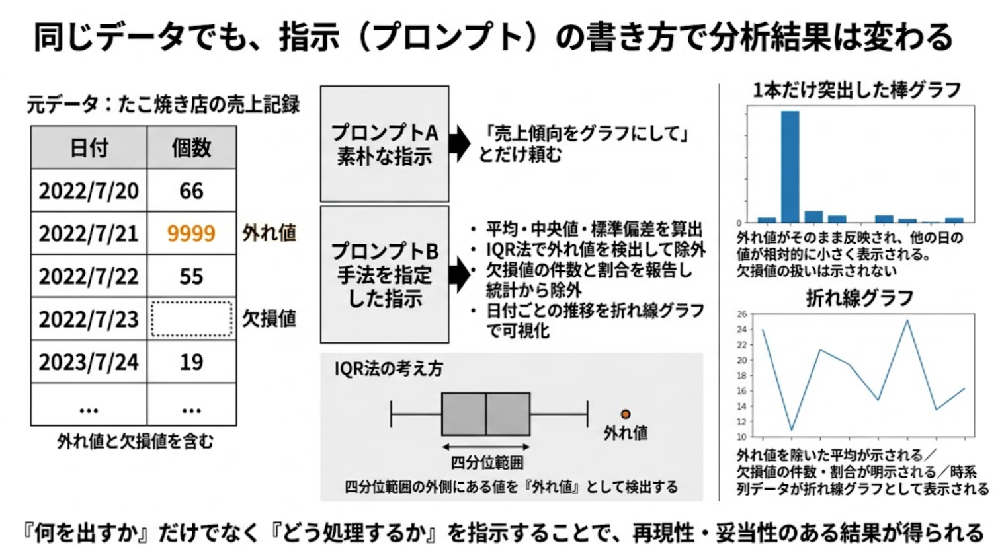 同じデータでも、指示（プロンプト）の書き方で分析結果は変わる
元データ：たこ焼き店の売上記録
日付 個数
2022/7/20 66
2022/7/21 9999 外れ値
2022/7/22 55
2022/7/23 欠損値
2023/7/24 19
... ...
外れ値と欠損値を含む
プロンプトA
素朴な指示
「売上傾向をグラフにして」
とだけ頼む
プロンプトB
手法を指定
した指示
・ 平均・中央値・標準偏差を算出
・ IQR法で外れ値を検出して除外
・ 欠損値の件数と割合を報告し
統計から除外
・ 日付ごとの推移を折れ線グラフ
で可視化
IQR法の考え方
外れ値
四分位範囲
四分位範囲の外側にある値を『外れ値』として検出する
1本だけ突出した棒グラフ
0
外れ値がそのまま反映され、他の日の
値が相対的に小さく表示される。
欠損値の扱いは示されない
折れ線グラフ
26
24
22
20
18
16
14
12
10
外れ値を除いた平均が示される／
欠損値の件数・割合が明示される／時系
列データが折れ線グラフとして表示される
『何を出すか』だけでなく『どう処理するか』を指示することで、再現性・妥当性のある結果が得られる